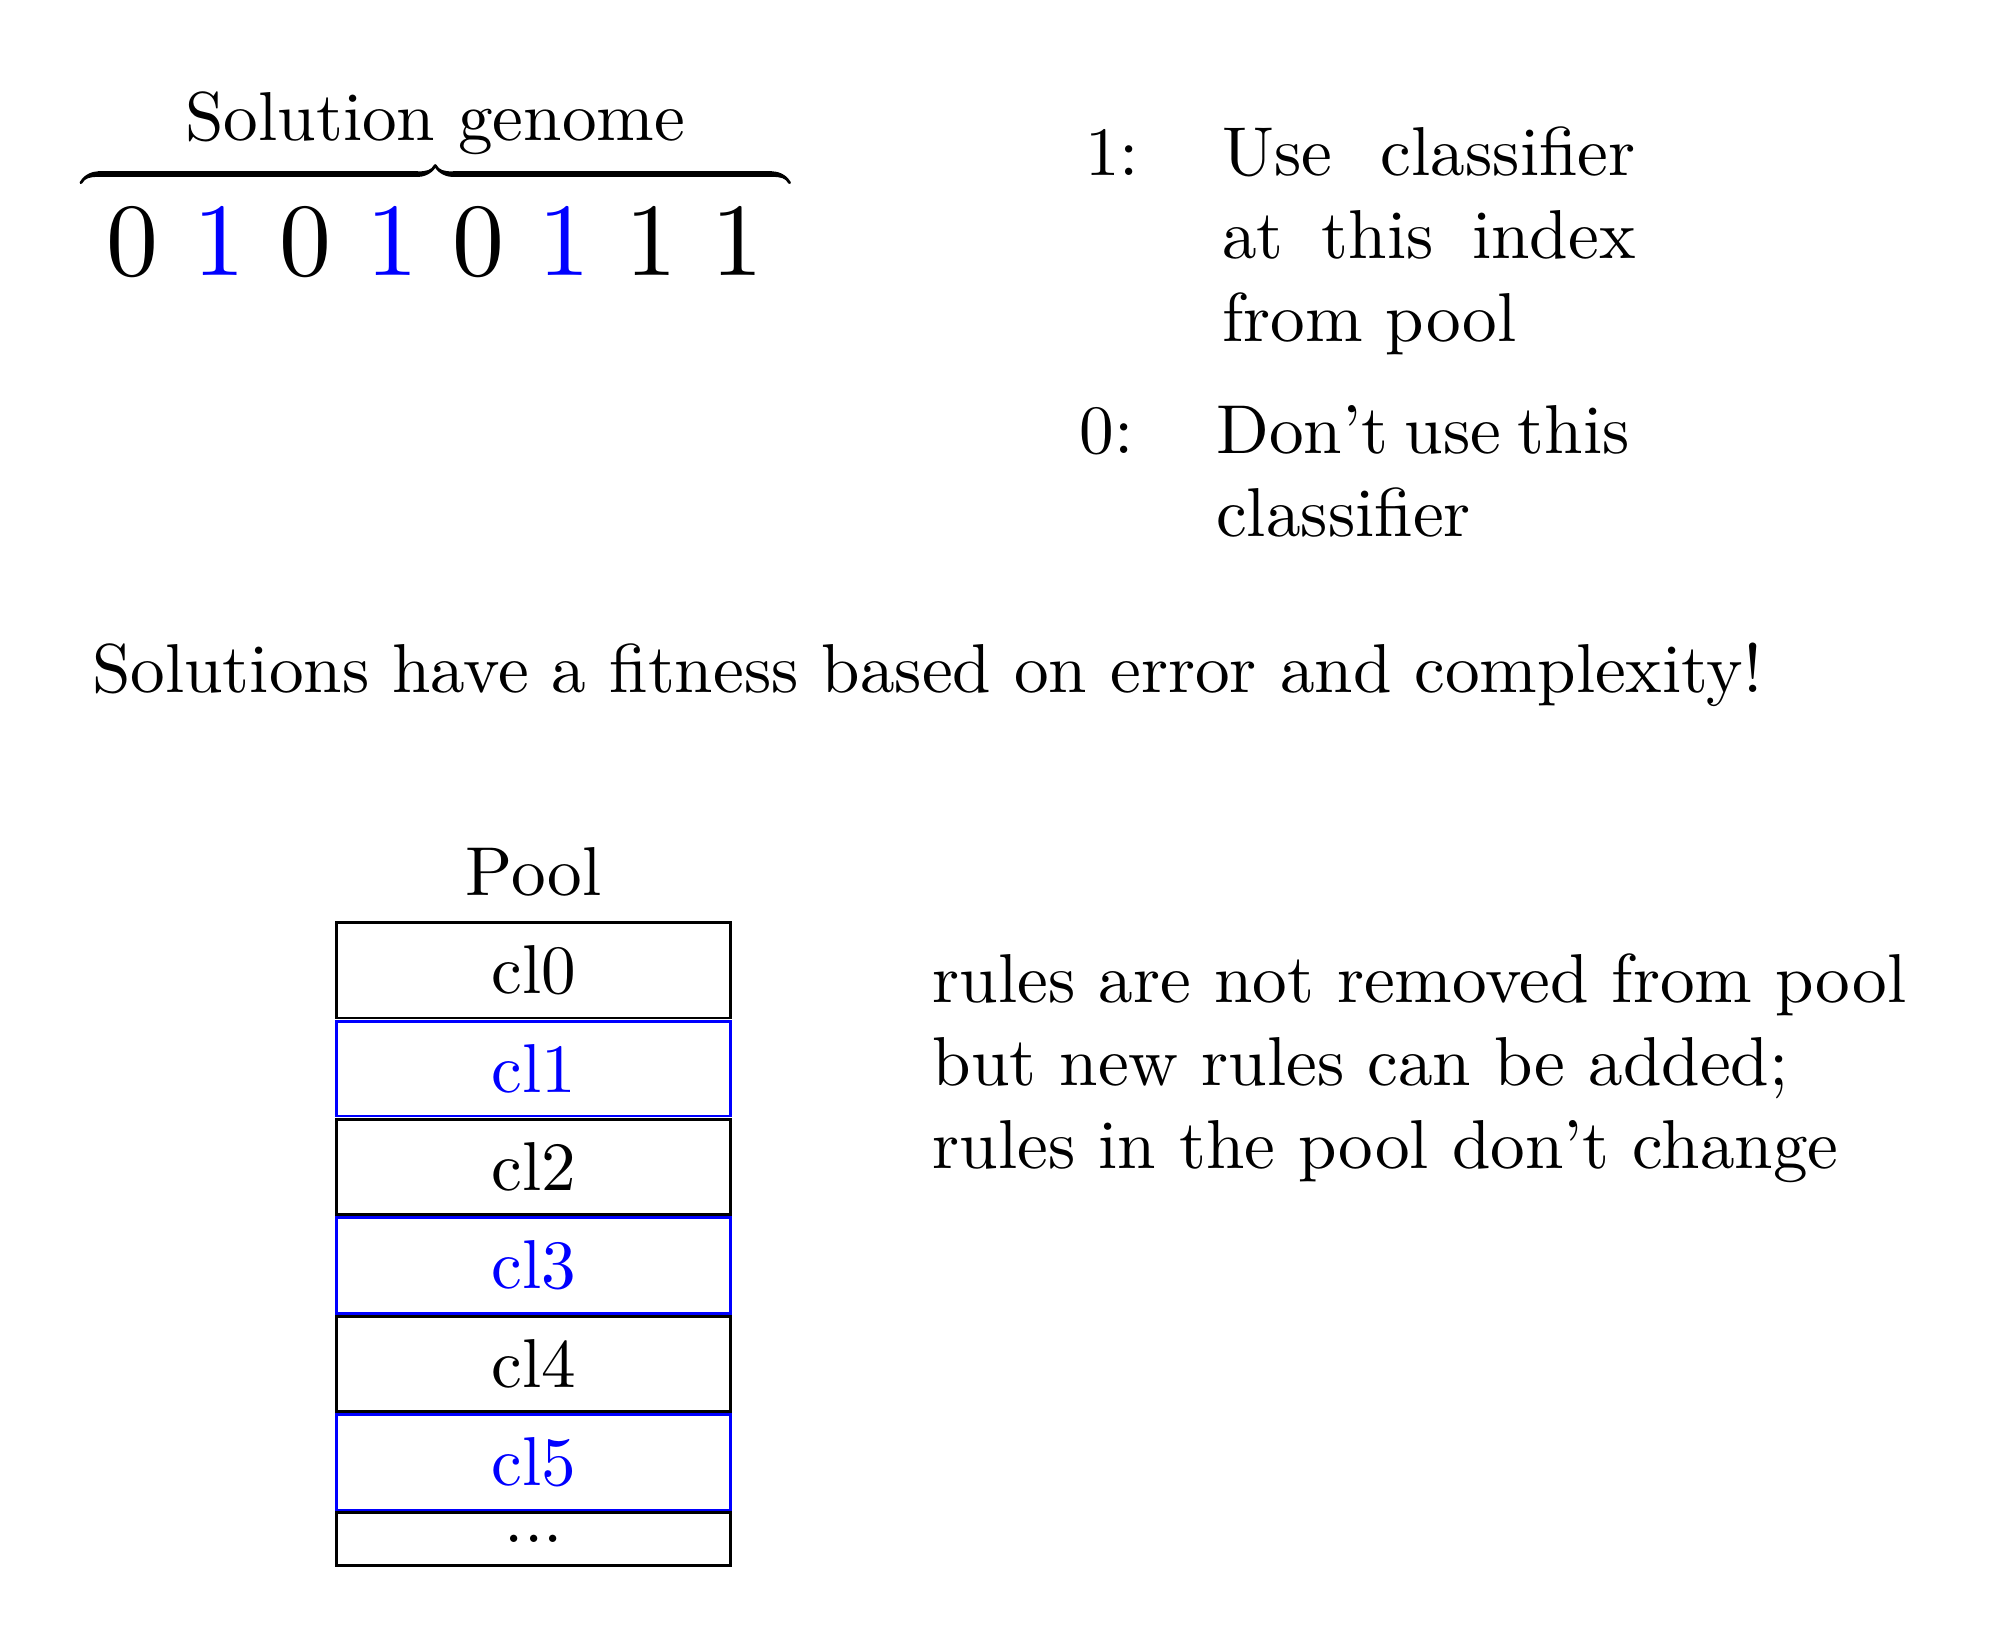 Solution genome
0 1 0 1 0 1 1 1
1: Use classifier
at this index
from pool
0: Don't use this
classifier
Solutions have a fitness based on error and complexity!
Pool
cl0
cl1
cl2
cl3
cl4
cl5
...
rules are not removed from pool
but new rules can be added;
rules in the pool don't change